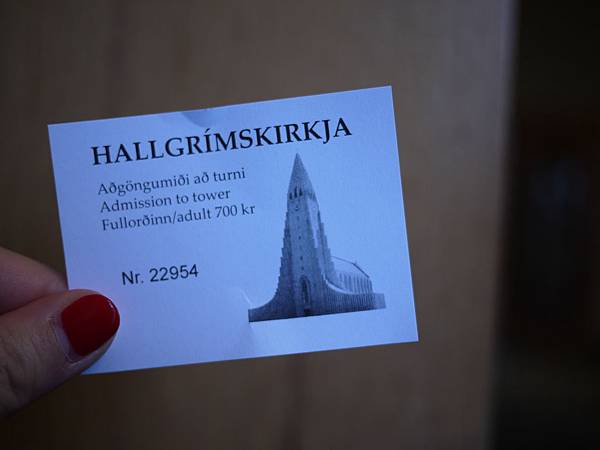 HALLGRÍMSKIRKJA
Aðgöngumiði að turni
Admission to tower
Fullorðinn/adult 700 kr
Nr. 22954